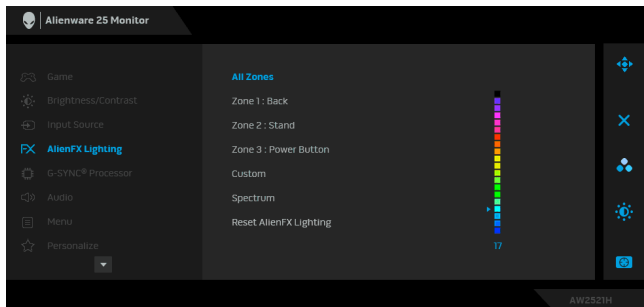 Alienware 25 Monitor
Game
Brightness/Contrast
Input Source
FX AlienFX Lighting
G-SYNC® Processor
Audio
Menu
Personalize
All Zones
Zone 1 : Back
Zone 2 : Stand
Zone 3 : Power Button
Custom
Spectrum
Reset AlienFX Lighting
17
AW2521H